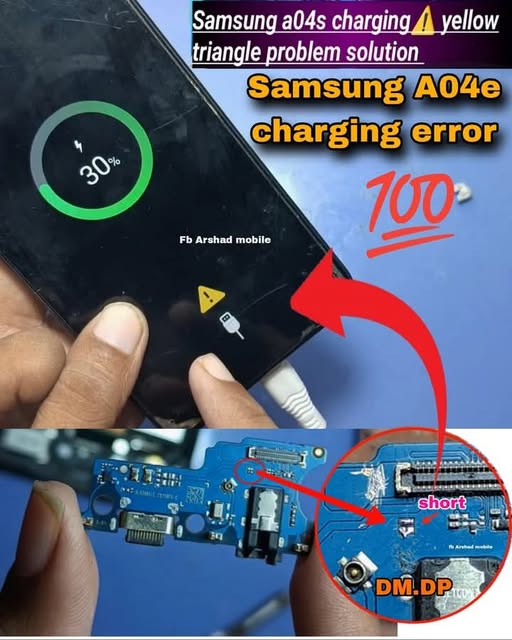 Samsung a04s charging⚠ yellow
triangle problem solution
Samsung A04e
charging error
100
30%
Fb Arshad mobile
short
Fb Arshad mobile
DM.DP